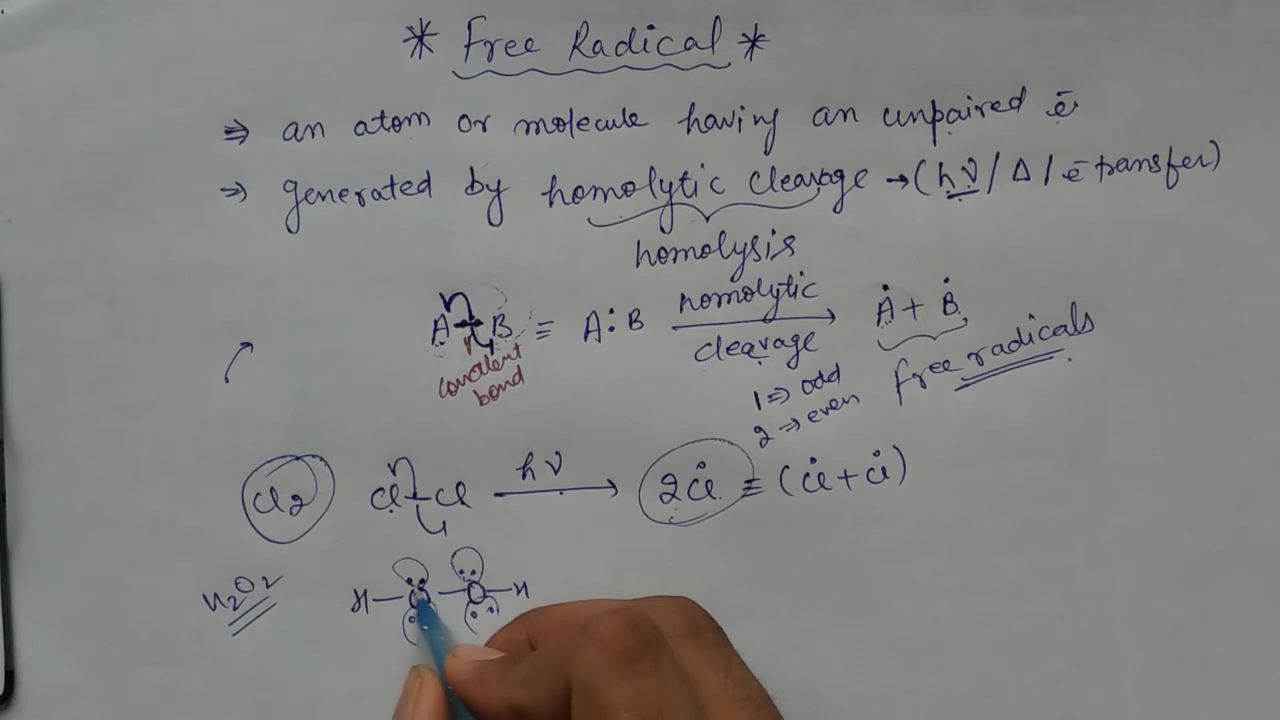 * Free Radical *
⇒ an atom or molecule having an unpaired ē
⇒ generated by homolytic cleavage → (hν / Δ / ē transfer)
homolysis
A–B ≡ A:B homolytic cleavage → Ȧ + Ḃ
covalent bond
free radicals
1 ⇒ odd
2 → even
Cl2 Cl–Cl hν → 2Cl̇ ≡ (Cl̇ + Cl̇)
H2O2 H–O–O–H